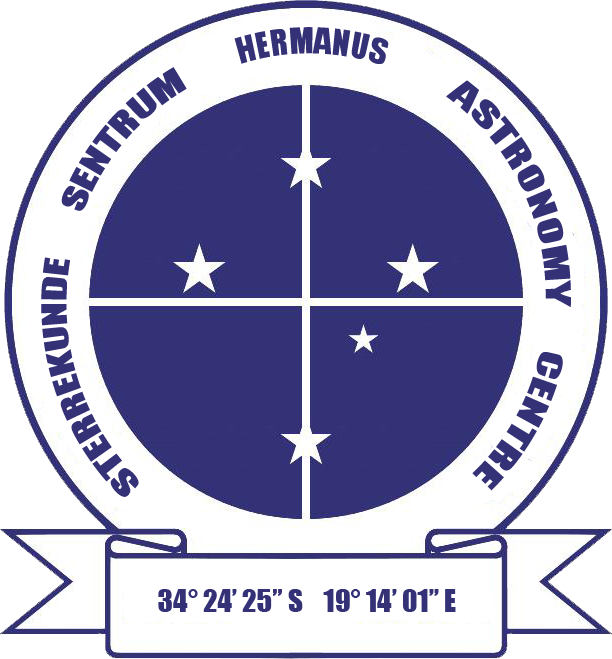 STERREKUNDE SENTRUM HERMANUS ASTRONOMY CENTRE
34° 24’ 25” S 19° 14’ 01” E